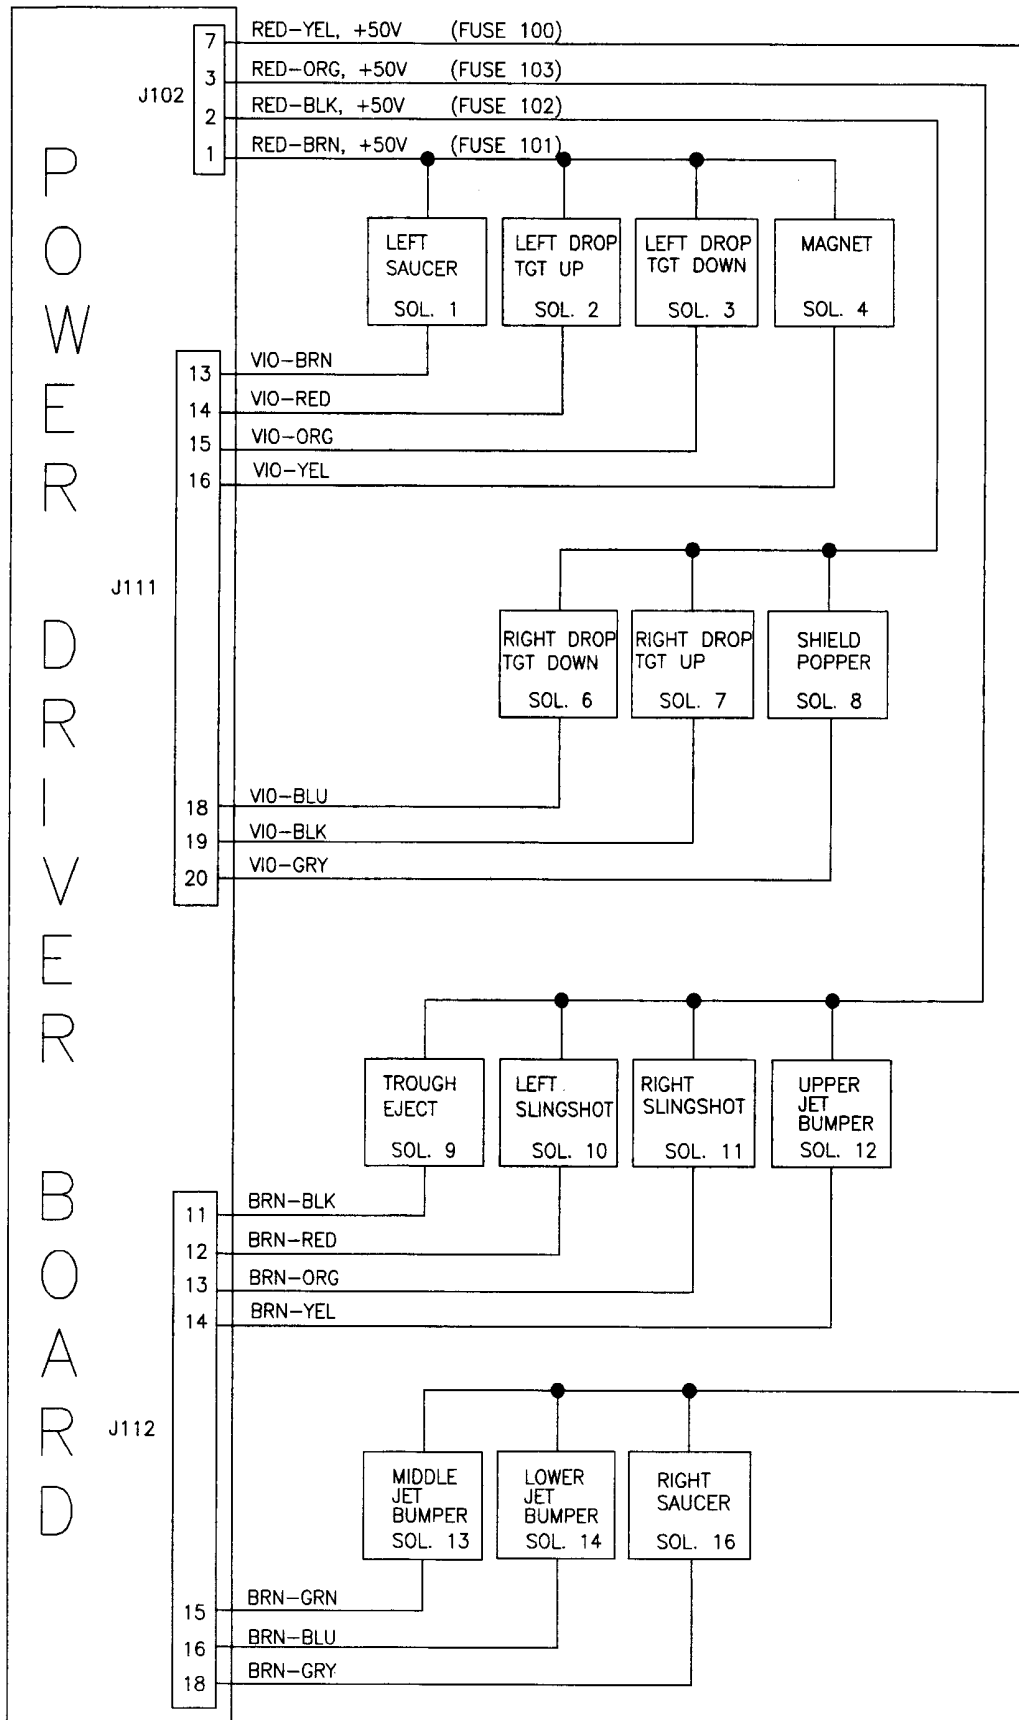 POWER DRIVER BOARD
J102
7 RED-YEL, +50V (FUSE 100)
3 RED-ORG, +50V (FUSE 103)
2 RED-BLK, +50V (FUSE 102)
1 RED-BRN, +50V (FUSE 101)
LEFT
SAUCER
SOL. 1
LEFT DROP
TGT UP
SOL. 2
LEFT DROP
TGT DOWN
SOL. 3
MAGNET
SOL. 4
J111
13 VIO-BRN
14 VIO-RED
15 VIO-ORG
16 VIO-YEL
RIGHT DROP
TGT DOWN
SOL. 6
RIGHT DROP
TGT UP
SOL. 7
SHIELD
POPPER
SOL. 8
18 VIO-BLU
19 VIO-BLK
20 VIO-GRY
TROUGH
EJECT
SOL. 9
LEFT
SLINGSHOT
SOL. 10
RIGHT
SLINGSHOT
SOL. 11
UPPER
JET
BUMPER
SOL. 12
J112
11 BRN-BLK
12 BRN-RED
13 BRN-ORG
14 BRN-YEL
MIDDLE
JET
BUMPER
SOL. 13
LOWER
JET
BUMPER
SOL. 14
RIGHT
SAUCER
SOL. 16
15 BRN-GRN
16 BRN-BLU
18 BRN-GRY